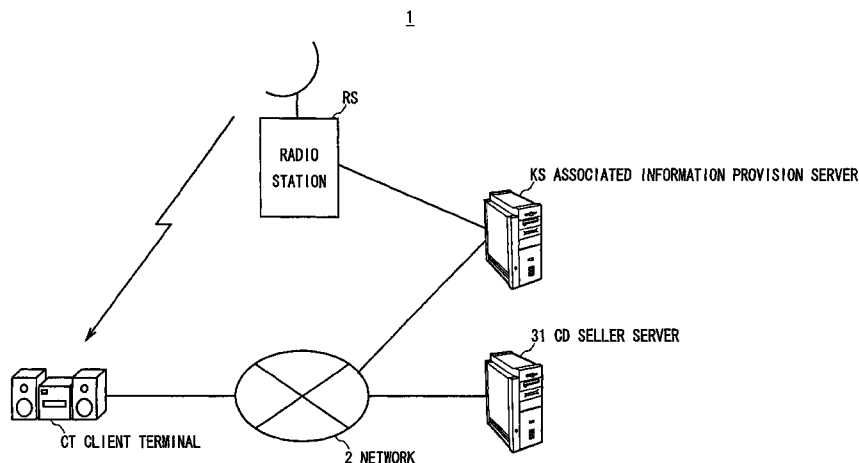 1
RS
RADIO
STATION
KS ASSOCIATED INFORMATION PROVISION SERVER
31 CD SELLER SERVER
CT CLIENT TERMINAL
2 NETWORK